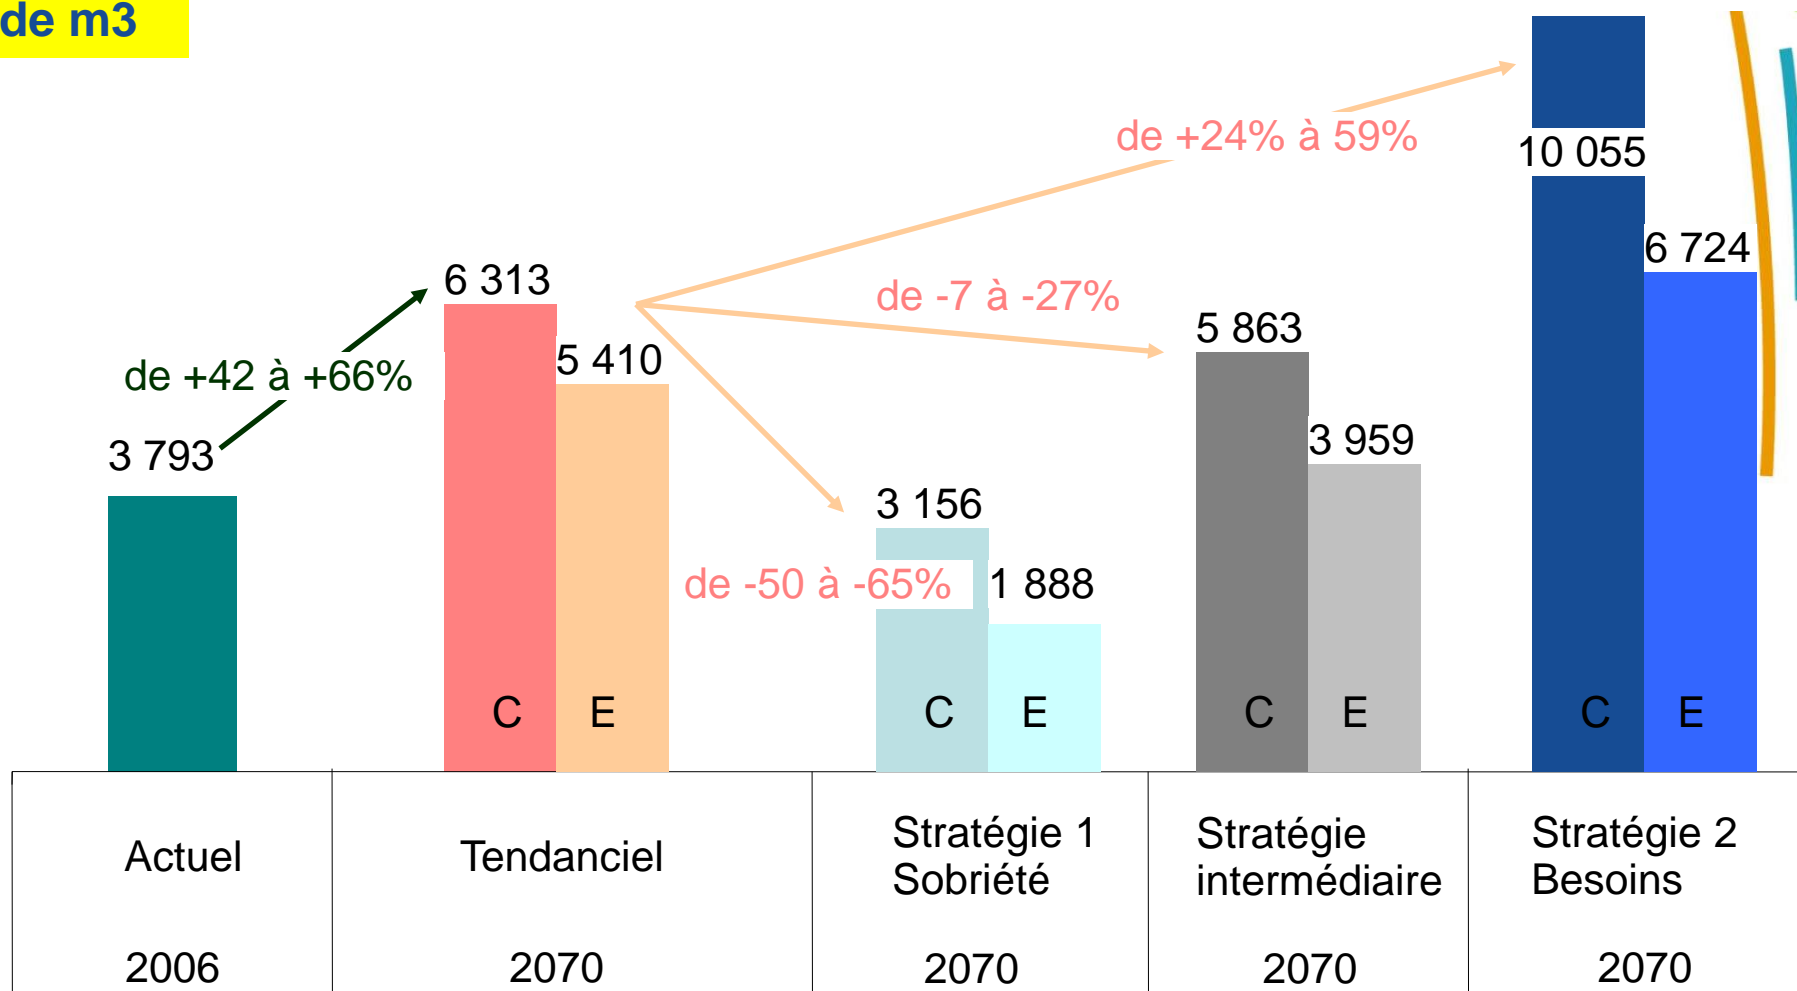 de m3
de +24% à 59%
10 055
6 724
6 313
de -7 à -27%
5 863
5 410
de +42 à +66%
3 793
3 959
3 156
de -50 à -65%
1 888
C E
C E
C E
C E
Actuel
Tendanciel
Stratégie 1
Sobriété
Stratégie
intermédiaire
Stratégie 2
Besoins
2006
2070
2070
2070
2070